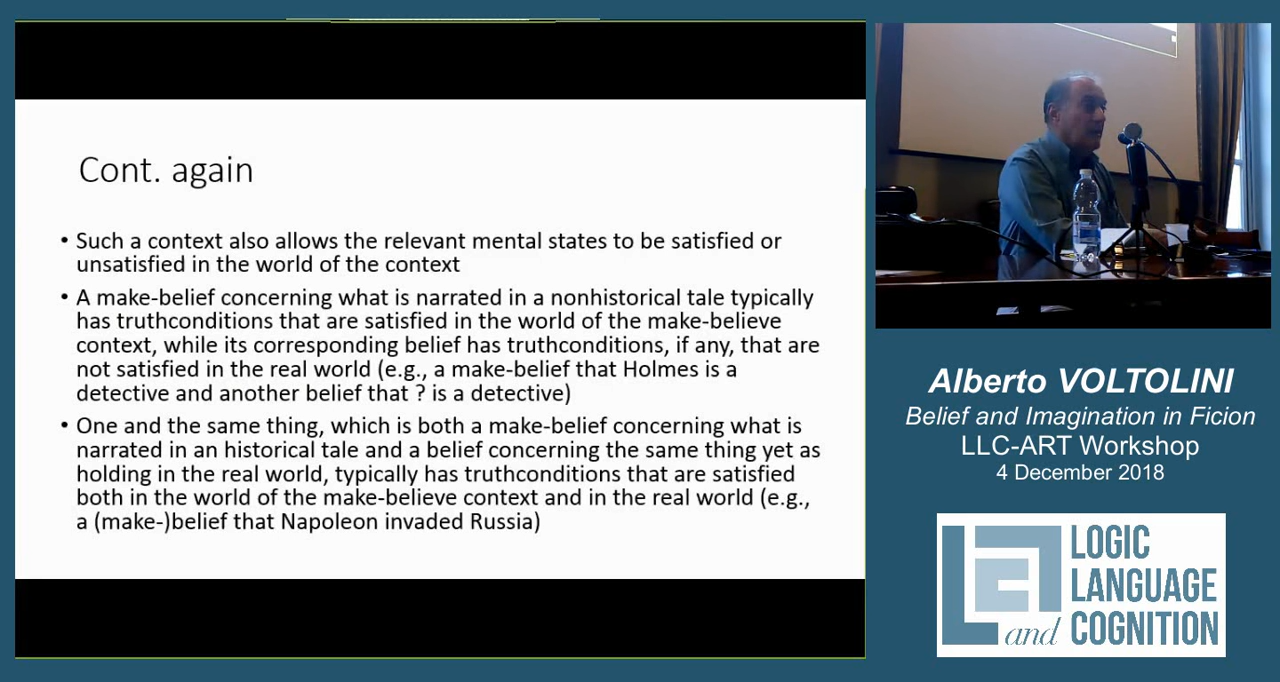 Cont. again
• Such a context also allows the relevant mental states to be satisfied or
unsatisfied in the world of the context
• A make-belief concerning what is narrated in a nonhistorical tale typically
has truthconditions that are satisfied in the world of the make-believe
context, while its corresponding belief has truthconditions, if any, that are
not satisfied in the real world (e.g., a make-belief that Holmes is a
detective and another belief that ? is a detective)
• One and the same thing, which is both a make-belief concerning what is
narrated in an historical tale and a belief concerning the same thing yet as
holding in the real world, typically has truthconditions that are satisfied
both in the world of the make-believe context and in the real world (e.g.,
a (make-)belief that Napoleon invaded Russia)
Alberto VOLTOLINI
Belief and Imagination in Ficion
LLC-ART Workshop
4 December 2018
LOGIC
LANGUAGE
and COGNITION